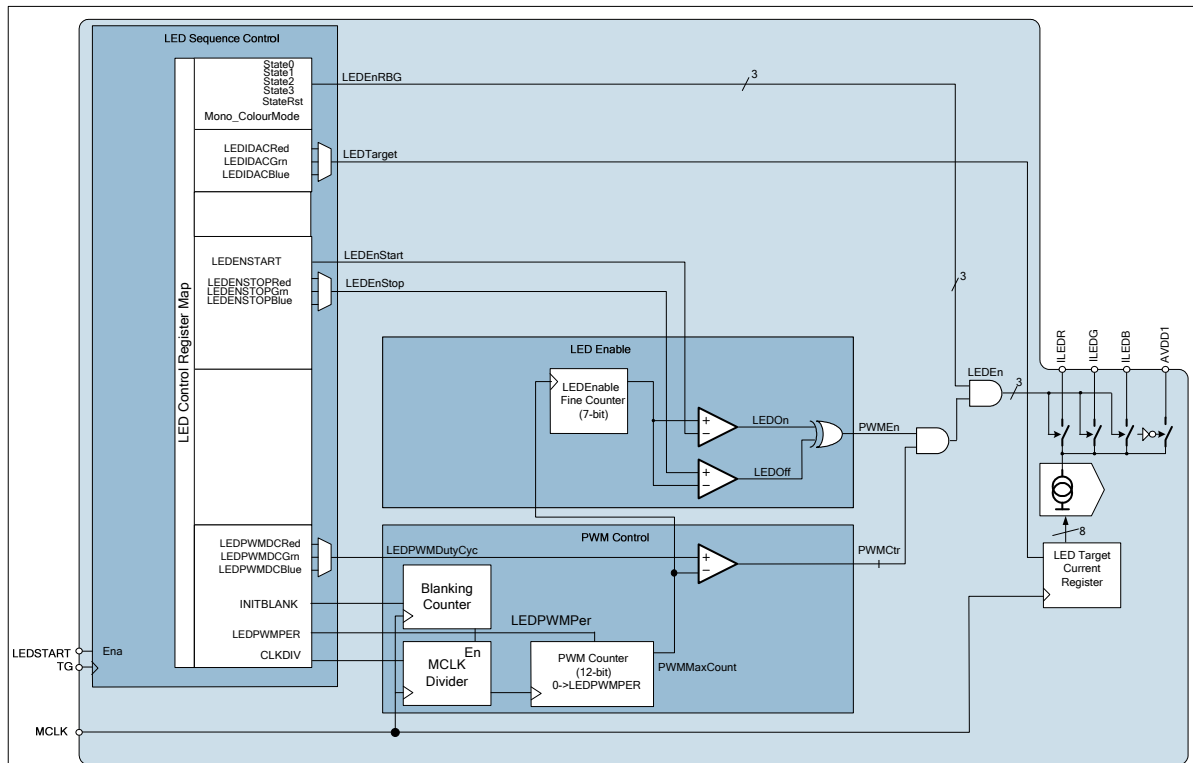 LED Sequence Control
LED Control Register Map
State0
State1
State2
State3
StateRst
Mono_ColourMode
LEDEnRBG
3
LEDIDACRed
LEDIDACGrn
LEDIDACBlue
LEDTarget
LEDENSTART
LEDEnStart
LEDENSTOPRed
LEDENSTOPGrn
LEDENSTOPBlue
LEDEnStop
3
LED Enable
LEDEnable
Fine Counter
(7-bit)
+
−
LEDOn
+
−
LEDOff
PWMEn
LEDEn
3
ILEDR
ILEDG
ILEDB
AVDD1
8
LED Target
Current
Register
PWM Control
LEDPWMDCRed
LEDPWMDCGrn
LEDPWMDCBlue
LEDPWMDutyCyc
+
−
PWMCtr
INITBLANK
Blanking
Counter
LEDPWMPER
LEDPWMPer
CLKDIV
En
MCLK
Divider
PWM Counter
(12-bit)
0->LEDPWMPER
PWMMaxCount
LEDSTART
Ena
TG
MCLK